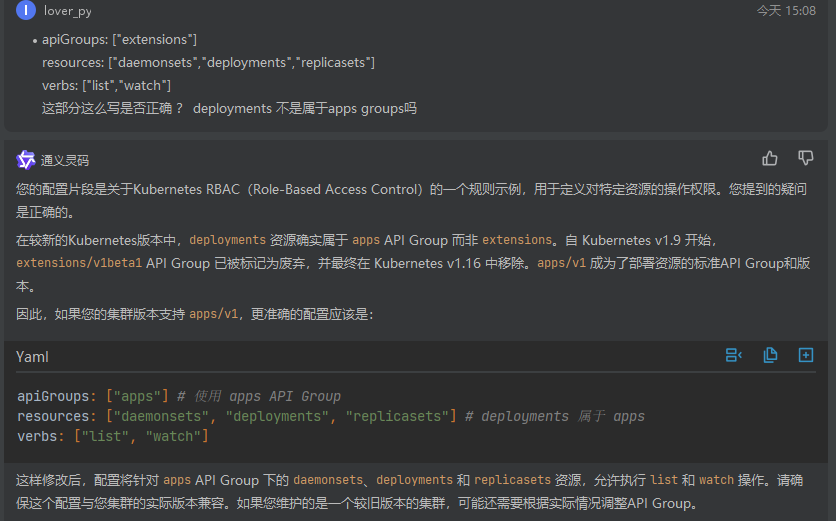 I lover_py 今天 15:08
• apiGroups: ["extensions"]
resources: ["daemonsets","deployments","replicasets"]
verbs: ["list","watch"]
这部分这么写是否正确 ？ deployments 不是属于apps groups吗
通义灵码
您的配置片段是关于Kubernetes RBAC（Role-Based Access Control）的一个规则示例，用于定义对特定资源的操作权限。您提到的疑问
是正确的。
在较新的Kubernetes版本中，deployments 资源确实属于 apps API Group 而非 extensions。自 Kubernetes v1.9 开始，
extensions/v1beta1 API Group 已被标记为废弃，并最终在 Kubernetes v1.16 中移除。apps/v1 成为了部署资源的标准API Group和版
本。
因此，如果您的集群版本支持 apps/v1，更准确的配置应该是：
Yaml
apiGroups: ["apps"] # 使用 apps API Group
resources: ["daemonsets", "deployments", "replicasets"] # deployments 属于 apps
verbs: ["list", "watch"]
这样修改后，配置将针对 apps API Group 下的 daemonsets、deployments 和 replicasets 资源，允许执行 list 和 watch 操作。请确
保这个配置与您集群的实际版本兼容。如果您维护的是一个较旧版本的集群，可能还需要根据实际情况调整API Group。